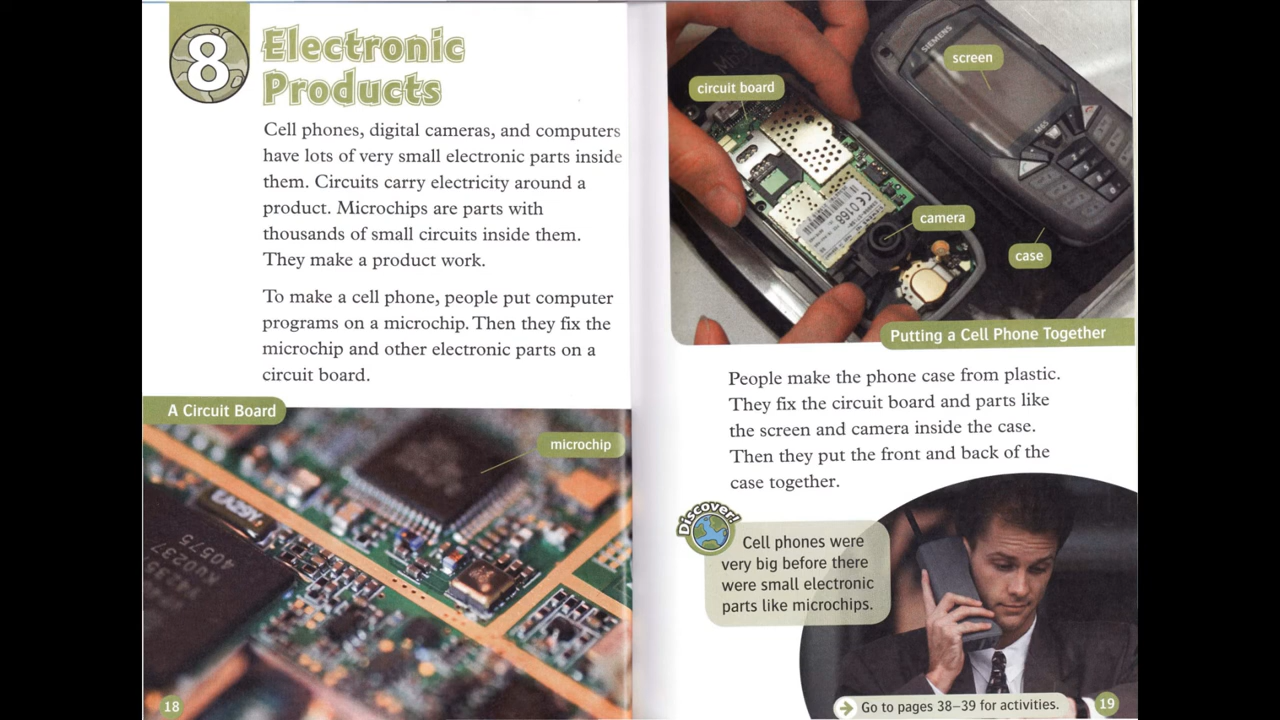 8
Electronic
Products
Cell phones, digital cameras, and computers
have lots of very small electronic parts inside
them. Circuits carry electricity around a
product. Microchips are parts with
thousands of small circuits inside them.
They make a product work.
To make a cell phone, people put computer
programs on a microchip. Then they fix the
microchip and other electronic parts on a
circuit board.
A Circuit Board
microchip
KU0237
40575
18
SIEMENS
screen
circuit board
M65
CE 0168
camera
case
Putting a Cell Phone Together
People make the phone case from plastic.
They fix the circuit board and parts like
the screen and camera inside the case.
Then they put the front and back of the
case together.
Discover!
Cell phones were
very big before there
were small electronic
parts like microchips.
Go to pages 38–39 for activities.
19